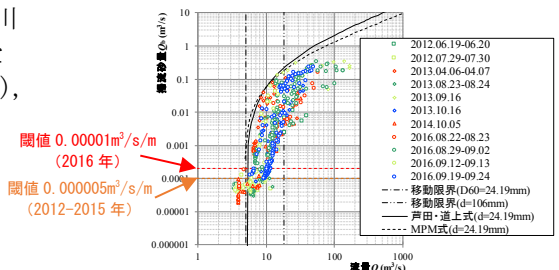 川
),
掃流砂量Qs(m³/s)
10
1
0.1
0.01
0.001
0.0001
0.00001
0.000001
閾値 0.00001m³/s/m
(2016 年)
閾値 0.000005m³/s/m
(2012-2015 年)
1
10
100
1000
流量Q(m³/s)
2012.06.19-06.20
2012.07.29-07.30
2013.04.06-04.07
2013.08.23-08.24
2013.09.16
2013.10.16
2014.10.05
2016.08.22-08.23
2016.08.29-09.02
2016.09.12-09.13
2016.09.19-09.24
移動限界(D60=24.19mm)
移動限界(d=106mm)
芦田・道上式(d=24.19mm)
MPM式(d=24.19mm)